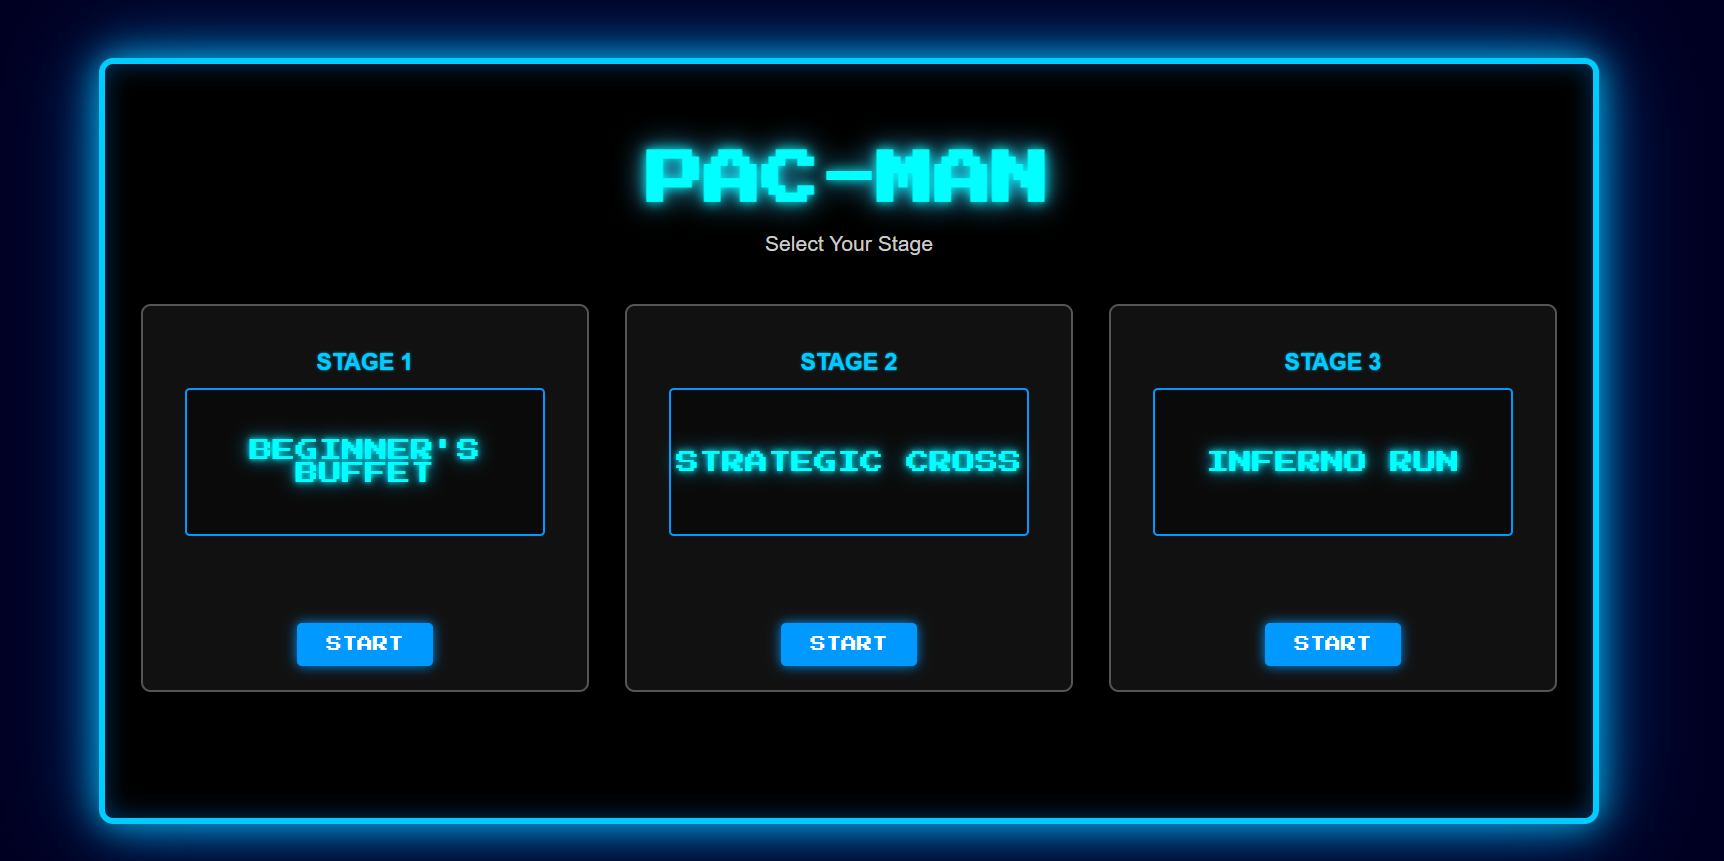 PAC-MAN
Select Your Stage
STAGE 1
BEGINNER'S
BUFFET
START
STAGE 2
STRATEGIC CROSS
START
STAGE 3
INFERNO RUN
START